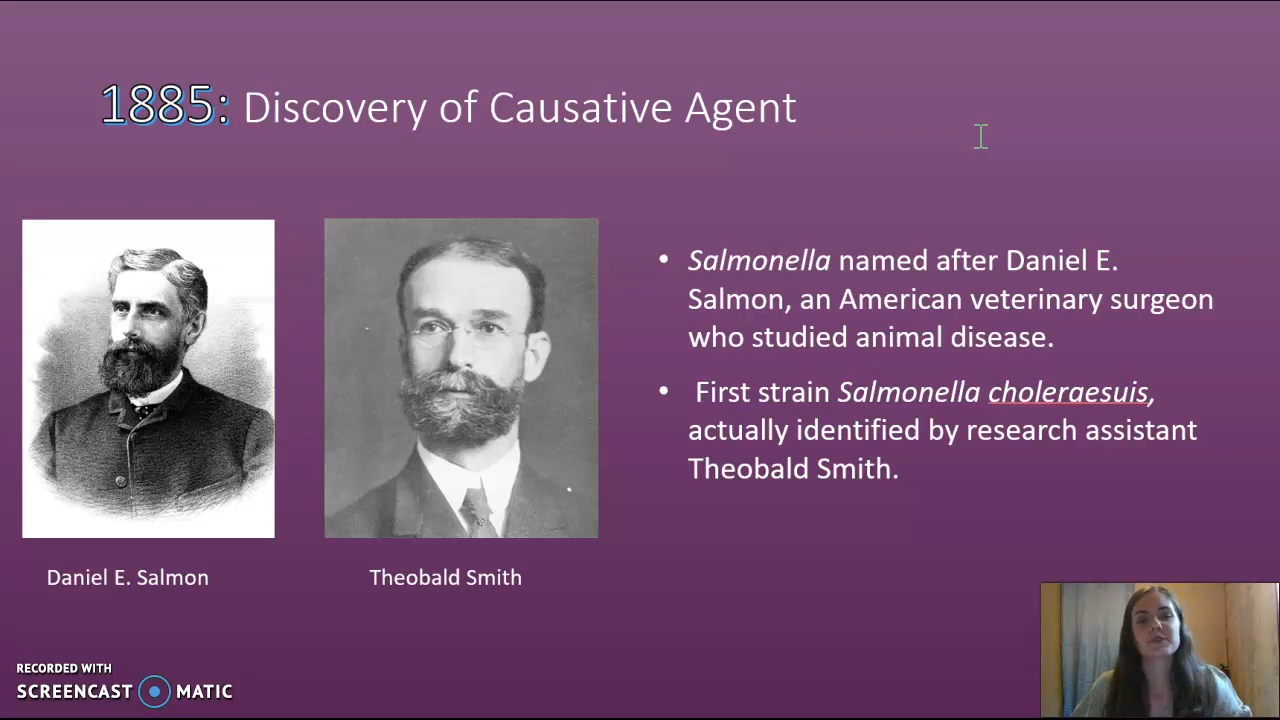 1885: Discovery of Causative Agent
• Salmonella named after Daniel E.
Salmon, an American veterinary surgeon
who studied animal disease.
• First strain Salmonella choleraesuis,
actually identified by research assistant
Theobald Smith.
Daniel E. Salmon
Theobald Smith
RECORDED WITH
SCREENCAST MATIC